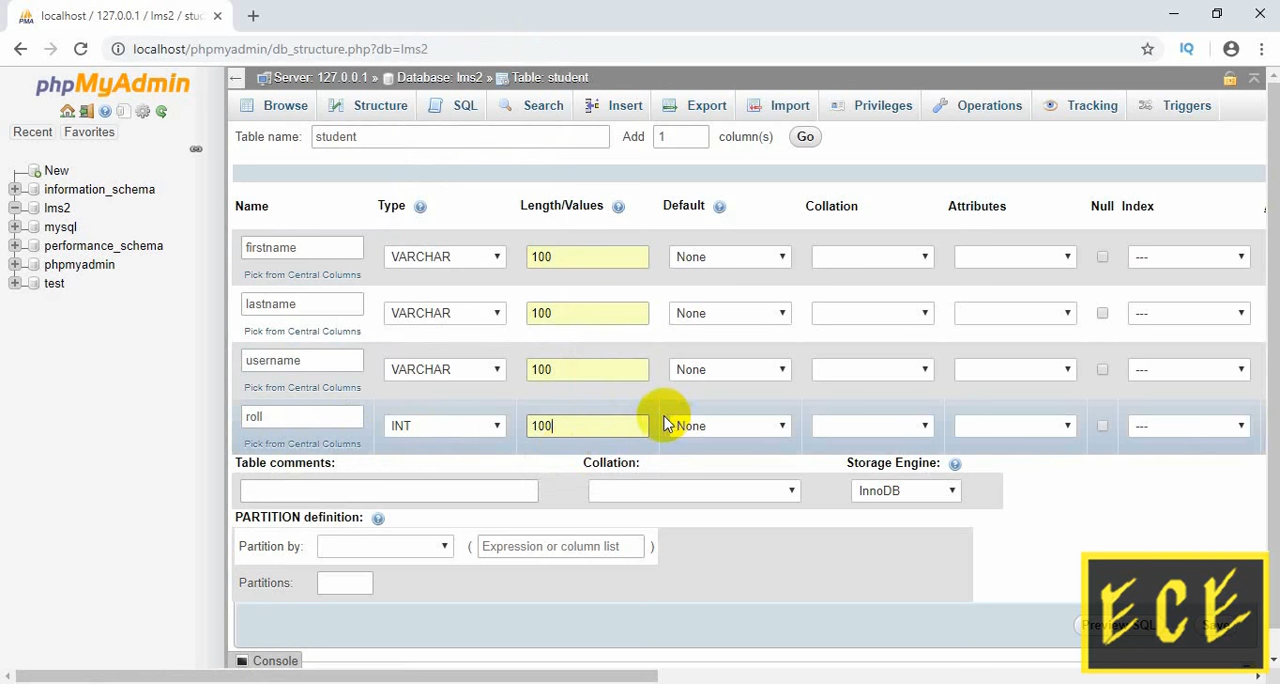 localhost / 127.0.0.1 / lms2 / stuc
localhost/phpmyadmin/db_structure.php?db=lms2
IQ
phpMyAdmin
Recent Favorites
New
information_schema
lms2
mysql
performance_schema
phpmyadmin
test
Server: 127.0.0.1 » Database: lms2 » Table: student
Browse Structure SQL Search Insert Export Import Privileges Operations Tracking Triggers
Table name: student Add 1 column(s) Go
Name Type Length/Values Default Collation Attributes Null Index
firstname VARCHAR 100 None ---
Pick from Central Columns
lastname VARCHAR 100 None ---
Pick from Central Columns
username VARCHAR 100 None ---
Pick from Central Columns
roll INT 100 None ---
Pick from Central Columns
Table comments: Collation: Storage Engine:
InnoDB
PARTITION definition:
Partition by: ( Expression or column list )
Partitions:
Preview SQL Save
ECE
Console